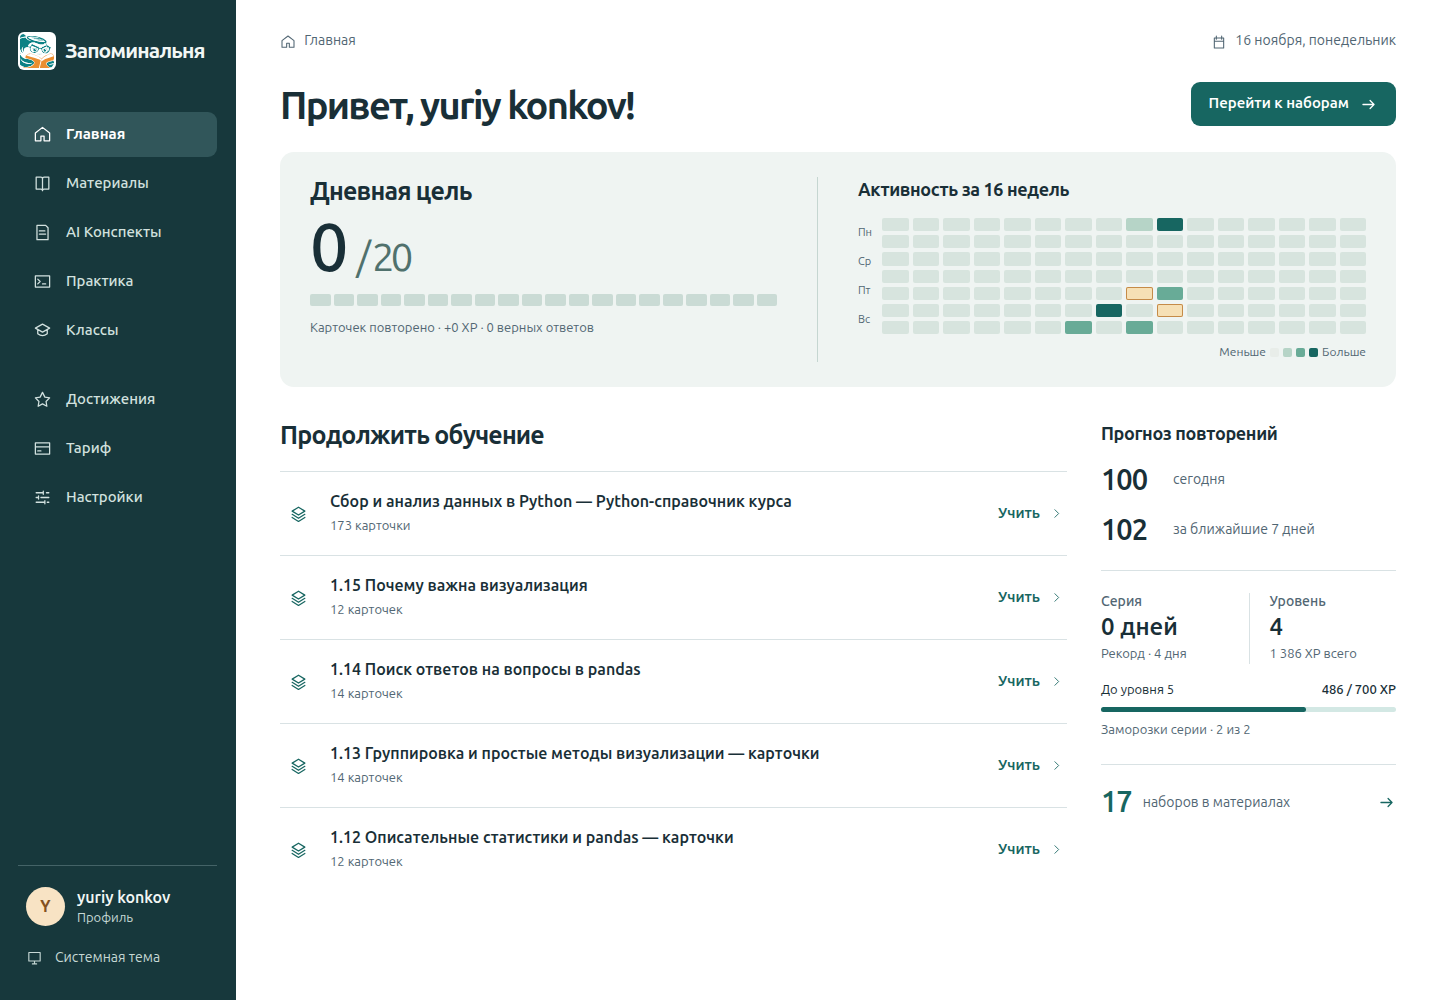 Запоминальня
Главная
Материалы
AI Конспекты
Практика
Классы
Достижения
Тариф
Настройки
Y
yuriy konkov
Профиль
Системная тема
Главная
16 ноября, понедельник
Привет, yuriy konkov!
Перейти к наборам
Дневная цель
0 /20
Карточек повторено · +0 XP · 0 верных ответов
Активность за 16 недель
Пн
Ср
Пт
Вс
Меньше Больше
Продолжить обучение
Сбор и анализ данных в Python — Python-справочник курса
173 карточки
Учить
1.15 Почему важна визуализация
12 карточек
Учить
1.14 Поиск ответов на вопросы в pandas
14 карточек
Учить
1.13 Группировка и простые методы визуализации — карточки
14 карточек
Учить
1.12 Описательные статистики и pandas — карточки
12 карточек
Учить
Прогноз повторений
100 сегодня
102 за ближайшие 7 дней
Серия
0 дней
Рекорд · 4 дня
Уровень
4
1 386 XP всего
До уровня 5 486 / 700 XP
Заморозки серии · 2 из 2
17 наборов в материалах